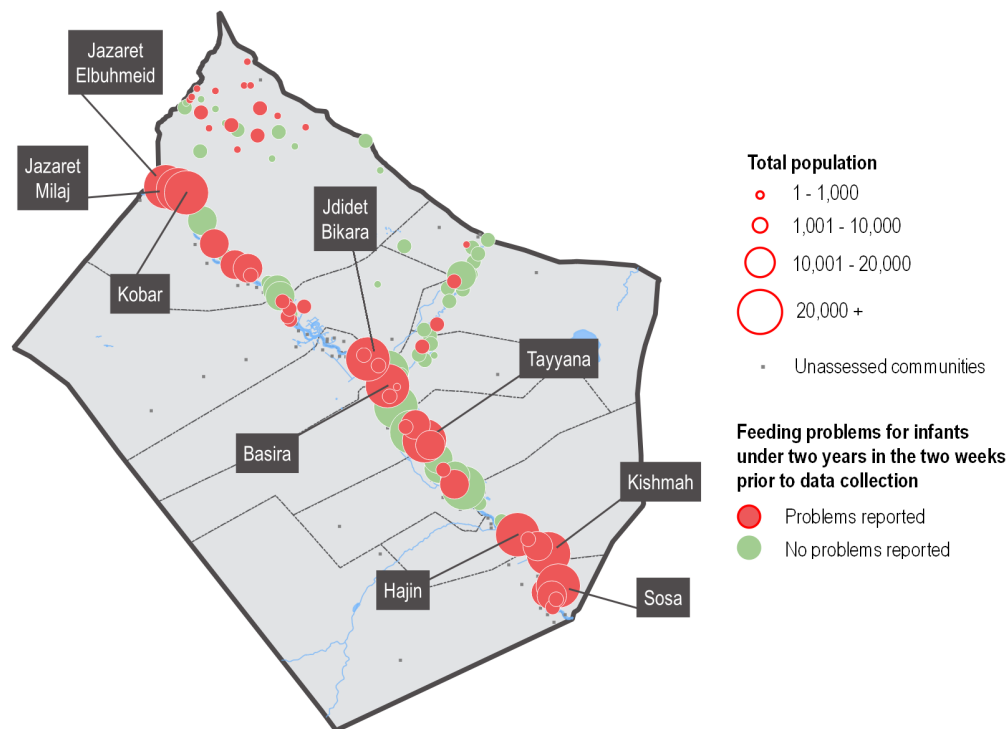 Jazaret
Elbuhmeid
Jazaret
Milaj
Kobar
Jdidet
Bikara
Basira
Tayyana
Kishmah
Hajin
Sosa
Total population
1 - 1,000
1,001 - 10,000
10,001 - 20,000
20,000 +
Unassessed communities
Feeding problems for infants
under two years in the two weeks
prior to data collection
Problems reported
No problems reported